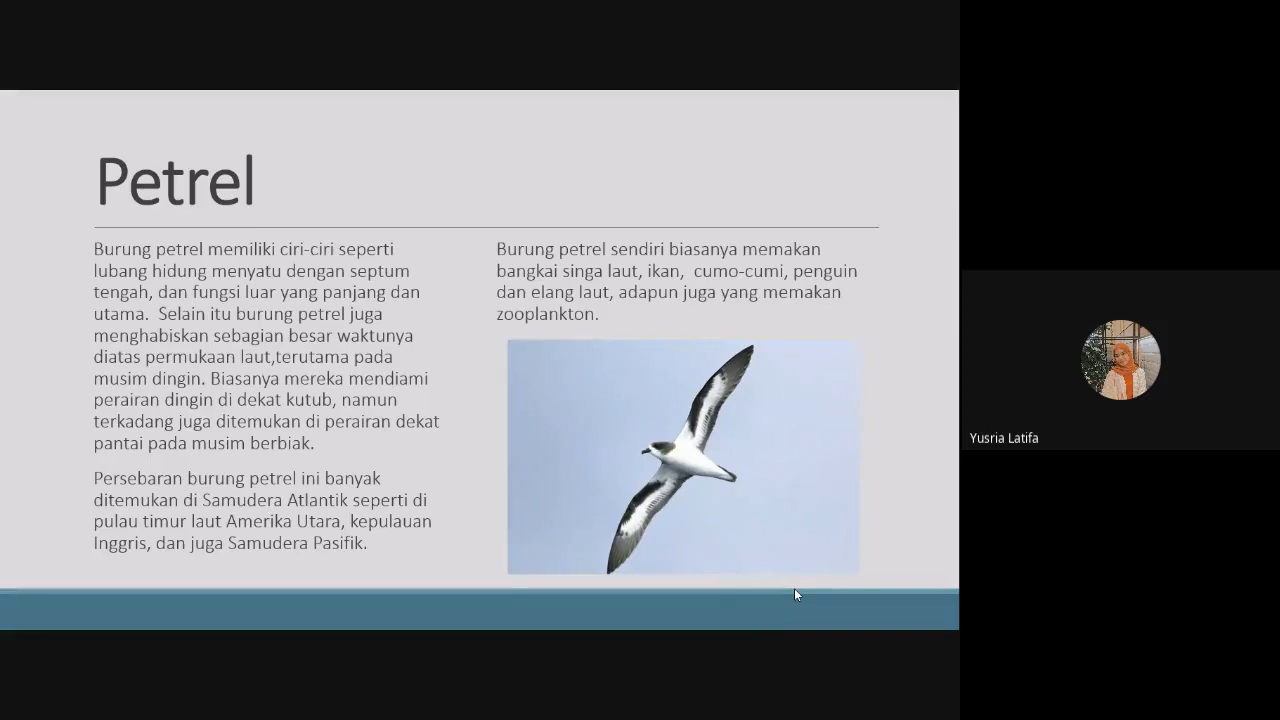 Petrel
Burung petrel memiliki ciri-ciri seperti
lubang hidung menyatu dengan septum
tengah, dan fungsi luar yang panjang dan
utama.  Selain itu burung petrel juga
menghabiskan sebagian besar waktunya
diatas permukaan laut,terutama pada
musim dingin. Biasanya mereka mendiami
perairan dingin di dekat kutub, namun
terkadang juga ditemukan di perairan dekat
pantai pada musim berbiak.
Persebaran burung petrel ini banyak
ditemukan di Samudera Atlantik seperti di
pulau timur laut Amerika Utara, kepulauan
Inggris, dan juga Samudera Pasifik.
Burung petrel sendiri biasanya memakan
bangkai singa laut, ikan,  cumo-cumi, penguin
dan elang laut, adapun juga yang memakan
zooplankton.
Yusria Latifa